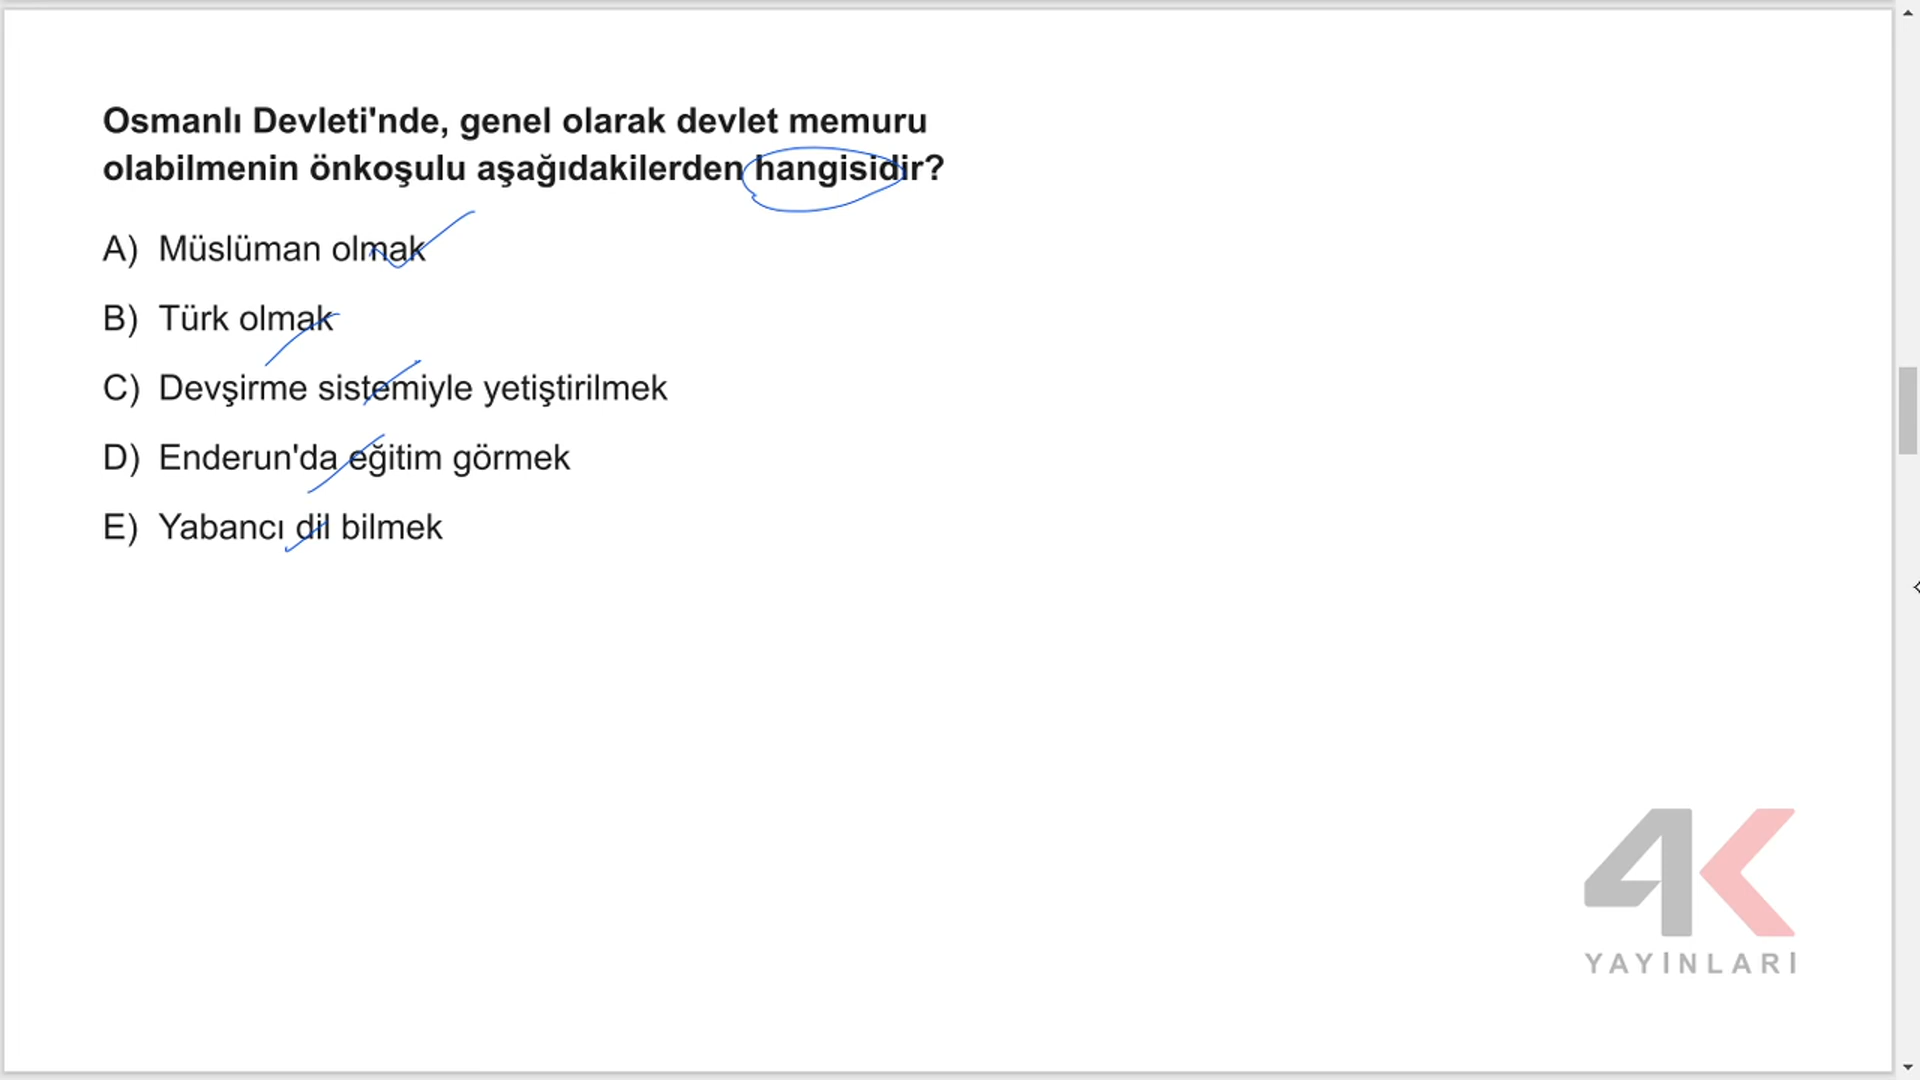 Osmanlı Devleti'nde, genel olarak devlet memuru
olabilmenin önkoşulu aşağıdakilerden hangisidir?
A) Müslüman olmak
B) Türk olmak
C) Devşirme sistemiyle yetiştirilmek
D) Enderun'da eğitim görmek
E) Yabancı dil bilmek
4K
YAYINLARI